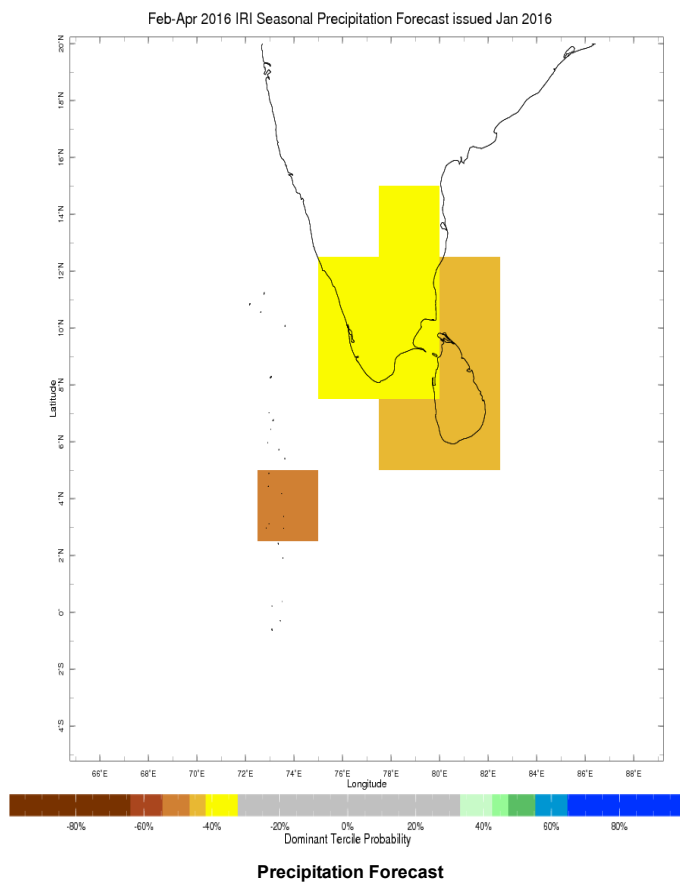 Feb-Apr 2016 IRI Seasonal Precipitation Forecast issued Jan 2016
20°N
18°N
16°N
14°N
12°N
10°N
8°N
6°N
4°N
2°N
0°
2°S
4°S
Latitude
66°E 68°E 70°E 72°E 74°E 76°E 78°E 80°E 82°E 84°E 86°E 88°E
Longitude
-80% -60% -40% -20% 0% 20% 40% 60% 80%
Dominant Tercile Probability
Precipitation Forecast